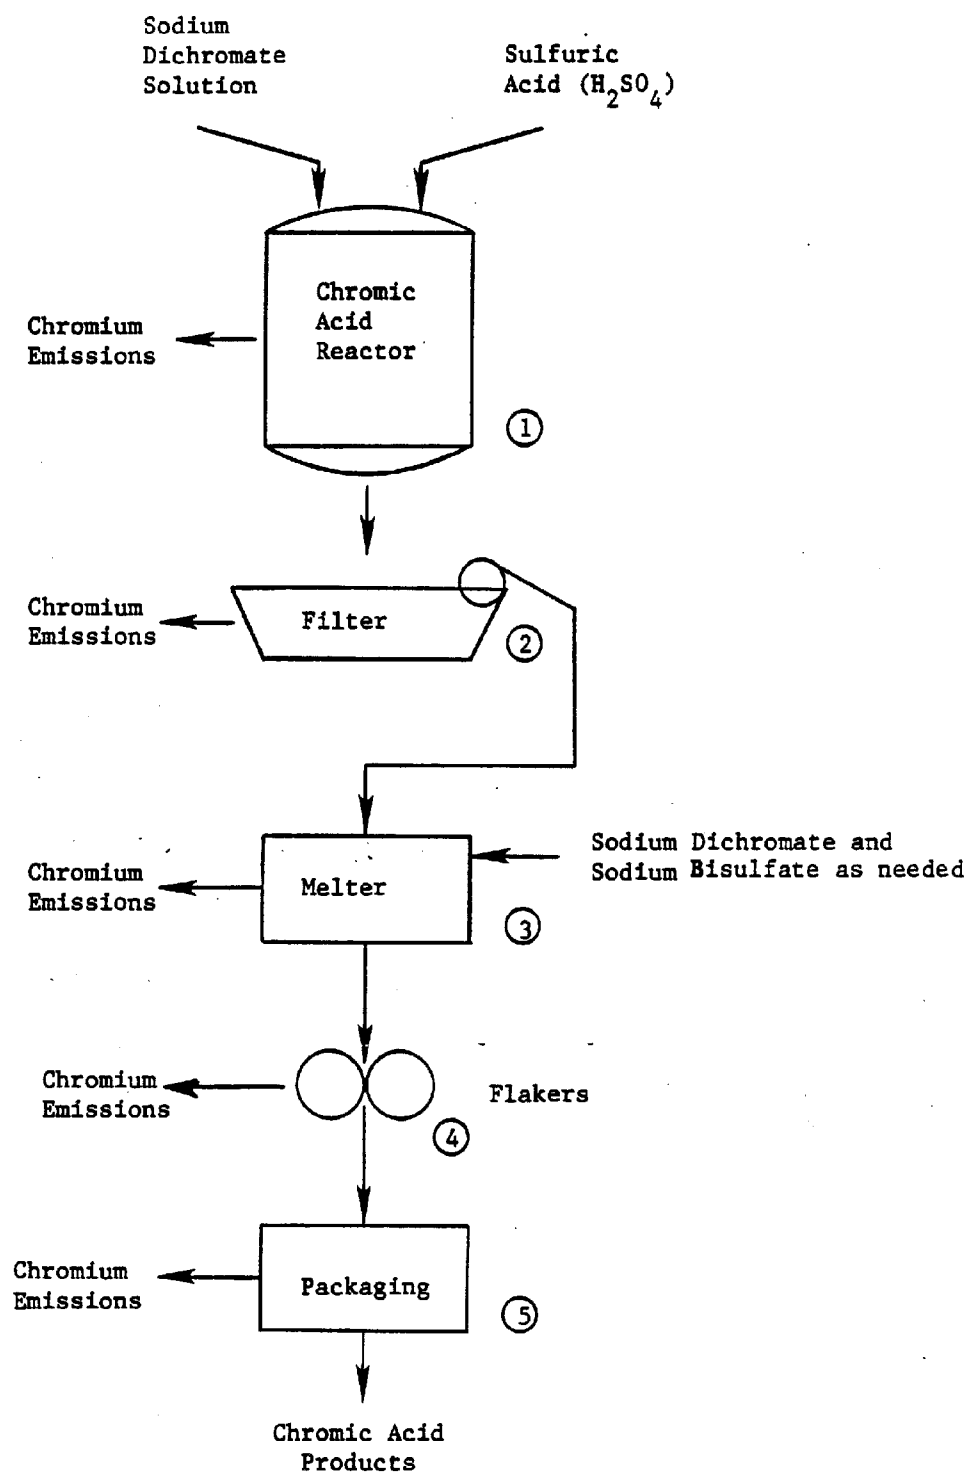 Sodium
Dichromate
Solution
Sulfuric
Acid (H₂SO₄)
Chromic
Acid
Reactor
Chromium
Emissions
1
Chromium
Emissions
Filter
2
Sodium Dichromate and
Sodium Bisulfate as needed
Chromium
Emissions
Melter
3
Chromium
Emissions
Flakers
4
Chromium
Emissions
Packaging
5
Chromic Acid
Products